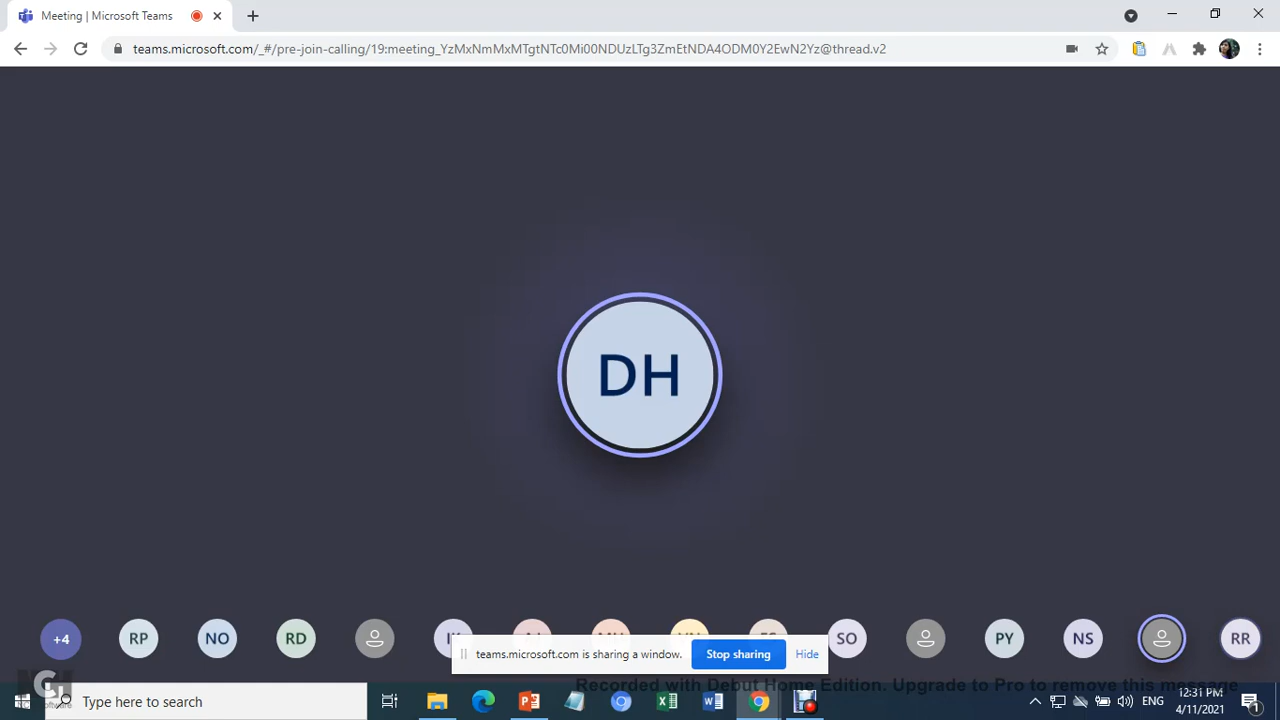 Meeting | Microsoft Teams
teams.microsoft.com/_#/pre-join-calling/19:meeting_YzMxNmMxMTgtNTc0Mi00NDUzLTg3ZmEtNDA4ODM0Y2EwN2Yz@thread.v2
DH
+4
RP
NO
RD
SO
PY
NS
RR
teams.microsoft.com is sharing a window.
Stop sharing
Hide
Recorded with Debut Home Edition. Upgrade to Pro to remove this message
Type here to search
ENG
12:31 PM
4/11/2021
1